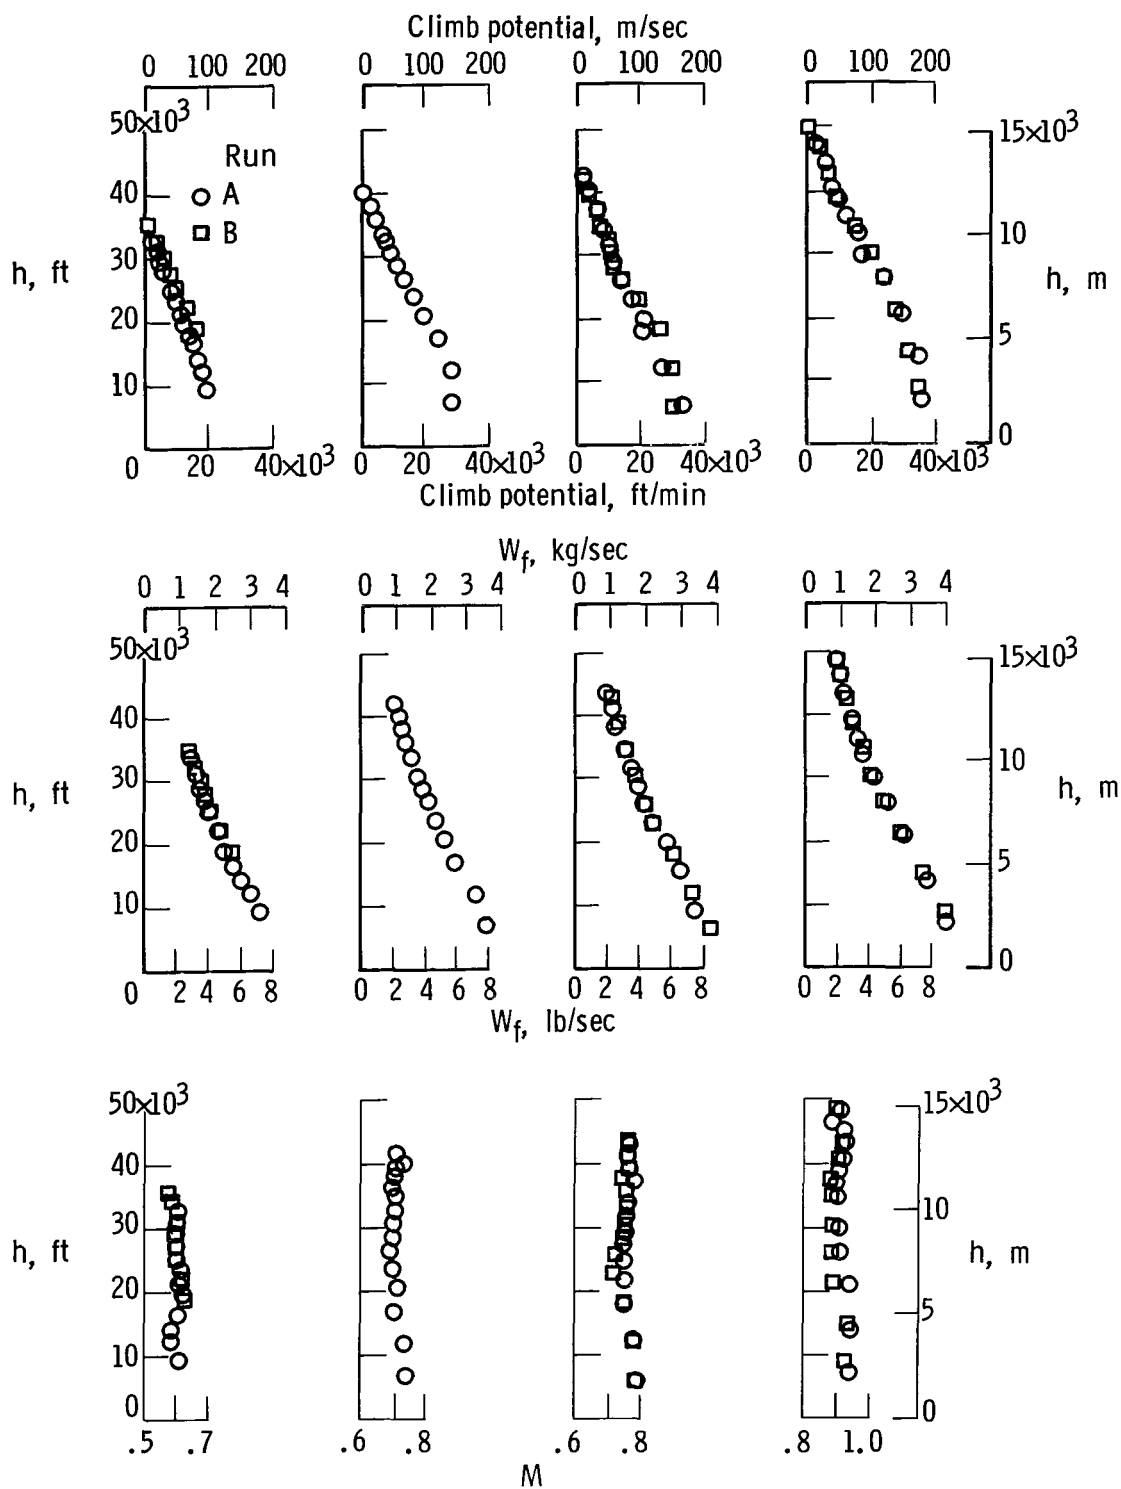 Climb potential, m/sec
0 100 200 0 100 200 0 100 200 0 100 200
50×10³ 15×10³
Run
40 A
B
30 10
h, ft h, m
20 5
10
0 0
0 20 40×10³ 0 20 40×10³ 0 20 40×10³ 0 20 40×10³
Climb potential, ft/min
Wf, kg/sec
0 1 2 3 4 0 1 2 3 4 0 1 2 3 4 0 1 2 3 4
50×10³ 15×10³
40
30 10
h, ft h, m
20 5
10
0
0 2 4 6 8 0 2 4 6 8 0 2 4 6 8 0 2 4 6 8
Wf, lb/sec
50×10³ 15×10³
40
30 10
h, ft h, m
20 5
10
0 0
.5 .7 .6 .8 .6 .8 .8 1.0
M